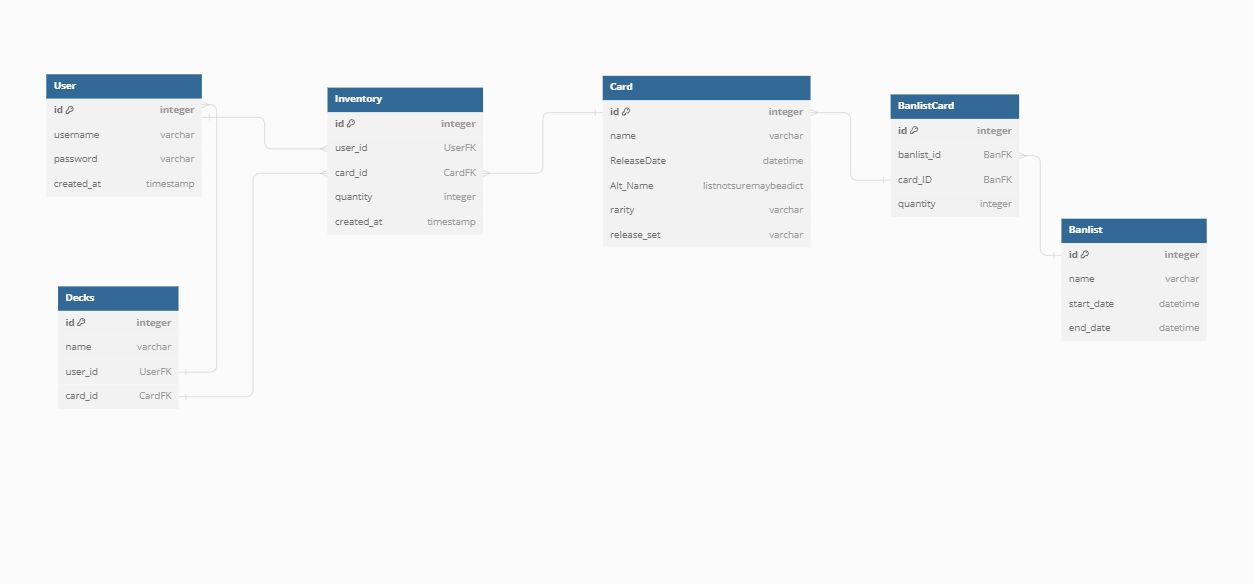 User
id integer
username varchar
password varchar
created_at timestamp
Inventory
id integer
user_id UserFK
card_id CardFK
quantity integer
created_at timestamp
Card
id integer
name varchar
ReleaseDate datetime
Alt_Name listnotsuremaybeadict
rarity varchar
release_set varchar
BanlistCard
id integer
banlist_id BanFK
card_ID BanFK
quantity integer
Banlist
id integer
name varchar
start_date datetime
end_date datetime
Decks
id integer
name varchar
user_id UserFK
card_id CardFK